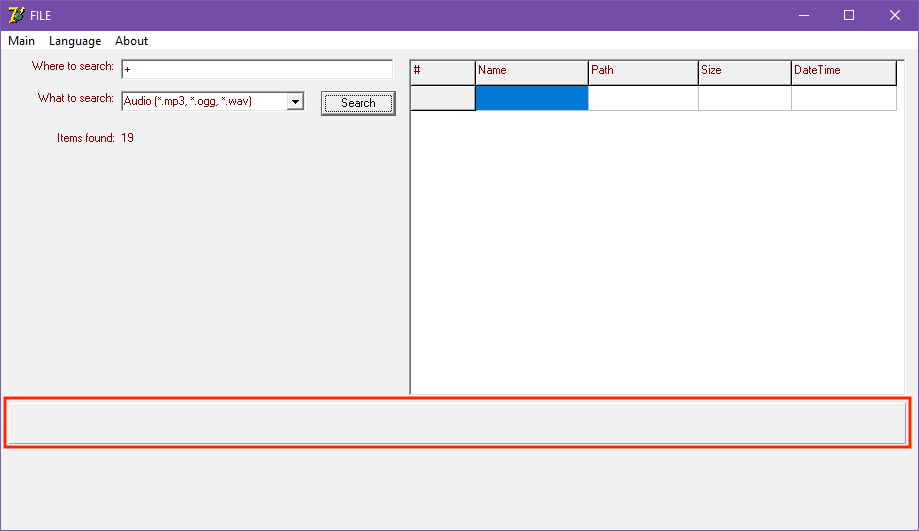 FILE
Main Language About
Where to search: +
What to search: Audio (*.mp3, *.ogg, *.wav) Search
Items found: 19
# Name Path Size DateTime